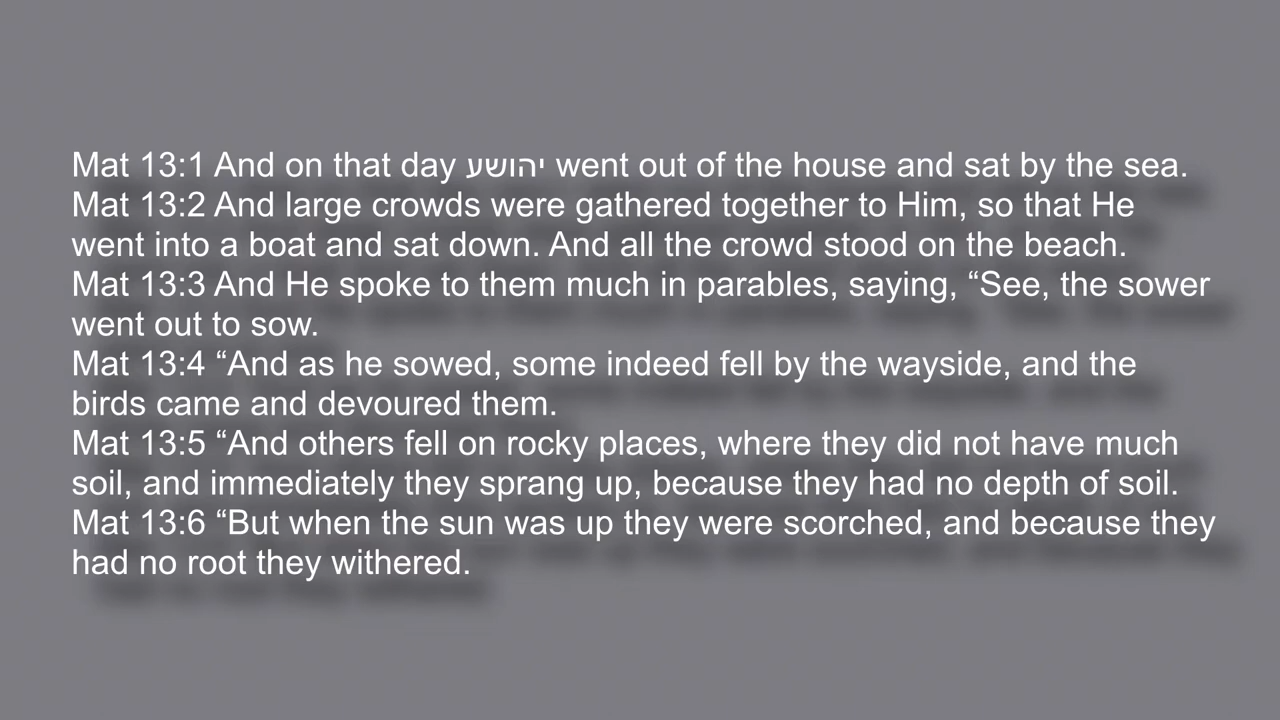 Mat 13:1 And on that day יהושע went out of the house and sat by the sea.
Mat 13:2 And large crowds were gathered together to Him, so that He
went into a boat and sat down. And all the crowd stood on the beach.
Mat 13:3 And He spoke to them much in parables, saying, “See, the sower
went out to sow.
Mat 13:4 “And as he sowed, some indeed fell by the wayside, and the
birds came and devoured them.
Mat 13:5 “And others fell on rocky places, where they did not have much
soil, and immediately they sprang up, because they had no depth of soil.
Mat 13:6 “But when the sun was up they were scorched, and because they
had no root they withered.